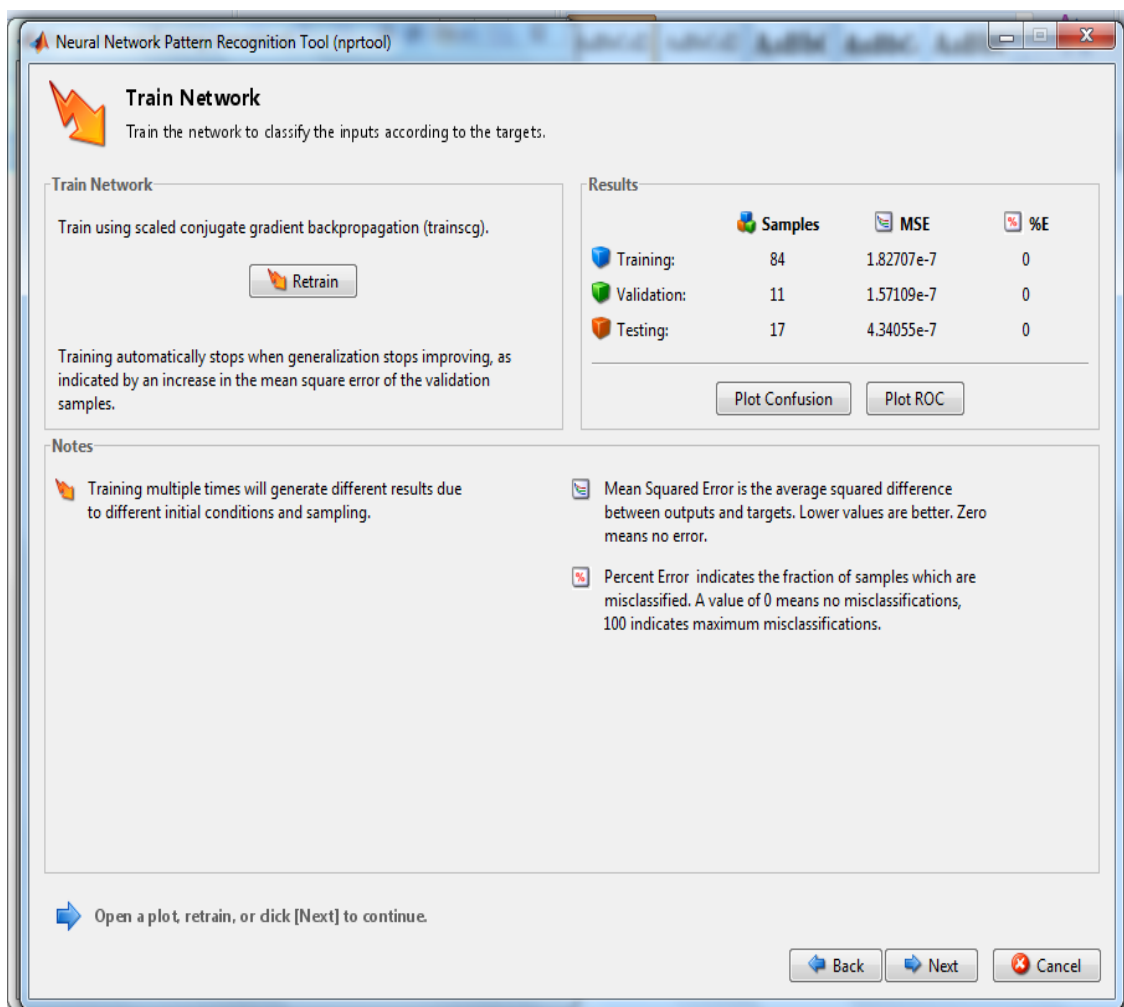 Neural Network Pattern Recognition Tool (nprtool)
Train Network
Train the network to classify the inputs according to the targets.
Train Network
Train using scaled conjugate gradient backpropagation (trainscg).
Retrain
Training automatically stops when generalization stops improving, as
indicated by an increase in the mean square error of the validation
samples.
Results
Samples MSE %E
Training: 84 1.82707e-7 0
Validation: 11 1.57109e-7 0
Testing: 17 4.34055e-7 0
Plot Confusion Plot ROC
Notes
Training multiple times will generate different results due
to different initial conditions and sampling.
Mean Squared Error is the average squared difference
between outputs and targets. Lower values are better. Zero
means no error.
Percent Error indicates the fraction of samples which are
misclassified. A value of 0 means no misclassifications,
100 indicates maximum misclassifications.
Open a plot, retrain, or click [Next] to continue.
Back Next Cancel